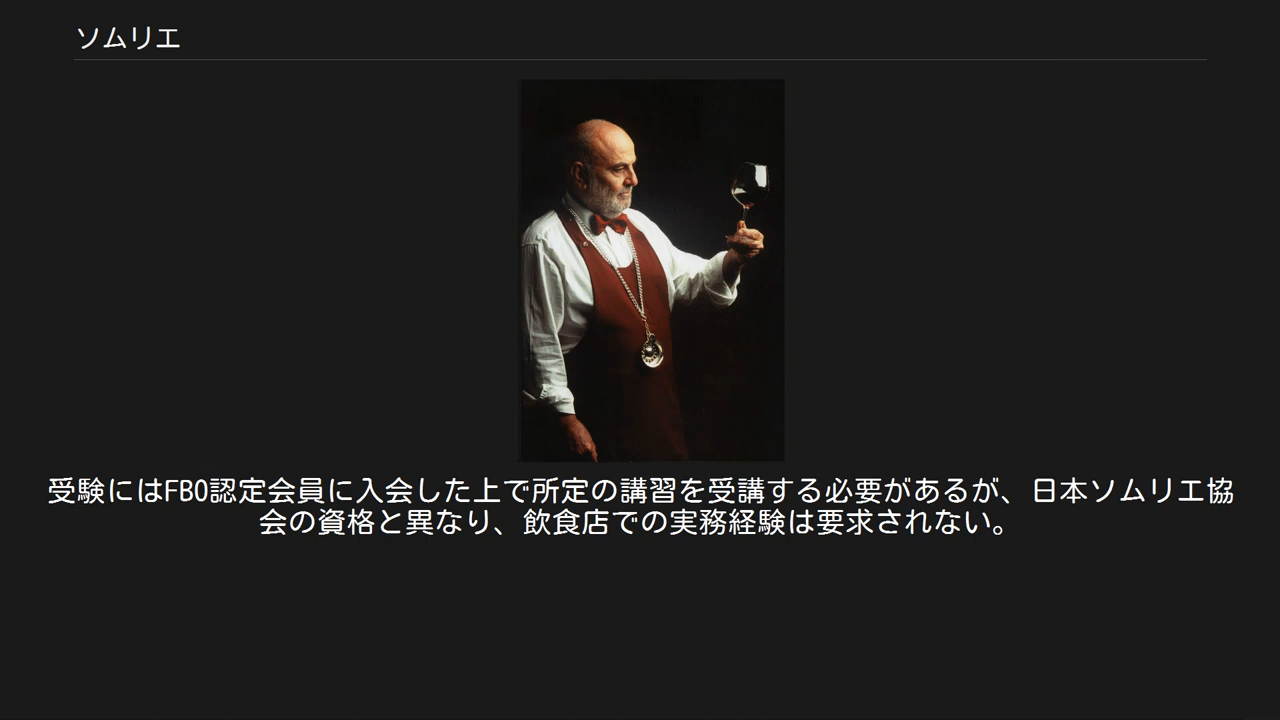 ソムリエ
受験にはFBO認定会員に入会した上で所定の講習を受講する必要があるが、日本ソムリエ協
会の資格と異なり、飲食店での実務経験は要求されない。